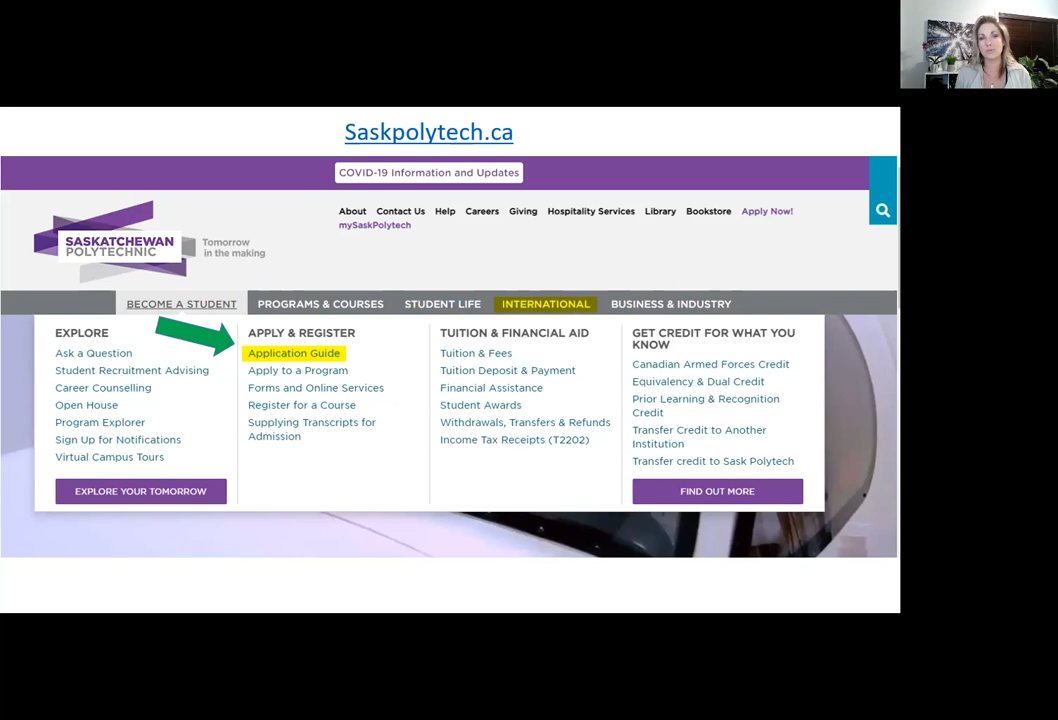 Saskpolytech.ca
COVID-19 Information and Updates
About Contact Us Help Careers Giving Hospitality Services Library Bookstore Apply Now!
mySaskPolytech
SASKATCHEWAN
POLYTECHNIC
Tomorrow
in the making
BECOME A STUDENT PROGRAMS & COURSES STUDENT LIFE INTERNATIONAL BUSINESS & INDUSTRY
EXPLORE
Ask a Question
Student Recruitment Advising
Career Counselling
Open House
Program Explorer
Sign Up for Notifications
Virtual Campus Tours
EXPLORE YOUR TOMORROW
APPLY & REGISTER
Application Guide
Apply to a Program
Forms and Online Services
Register for a Course
Supplying Transcripts for
Admission
TUITION & FINANCIAL AID
Tuition & Fees
Tuition Deposit & Payment
Financial Assistance
Student Awards
Withdrawals, Transfers & Refunds
Income Tax Receipts (T2202)
GET CREDIT FOR WHAT YOU
KNOW
Canadian Armed Forces Credit
Equivalency & Dual Credit
Prior Learning & Recognition
Credit
Transfer Credit to Another
Institution
Transfer credit to Sask Polytech
FIND OUT MORE